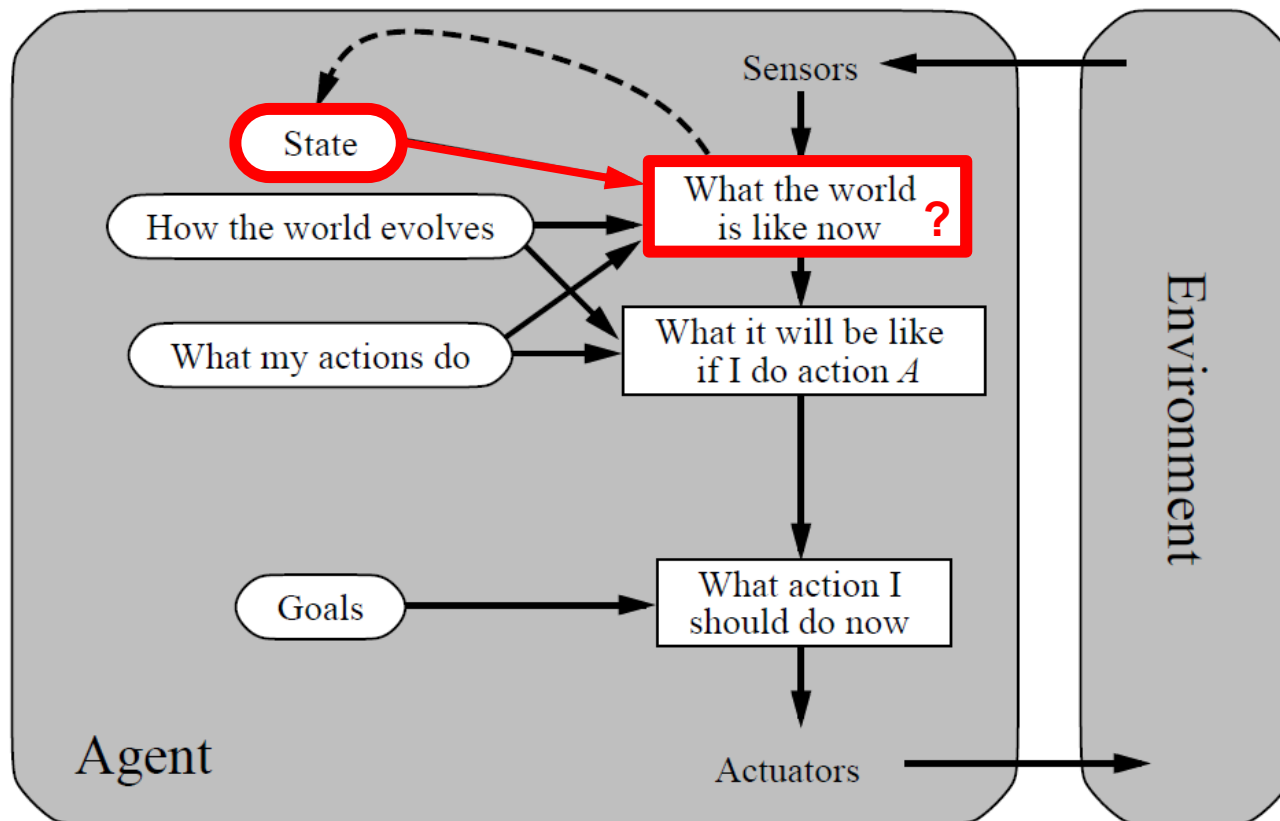 Sensors
State
What the world
is like now ?
How the world evolves
What my actions do
What it will be like
if I do action A
Goals
What action I
should do now
Agent
Actuators
Environment